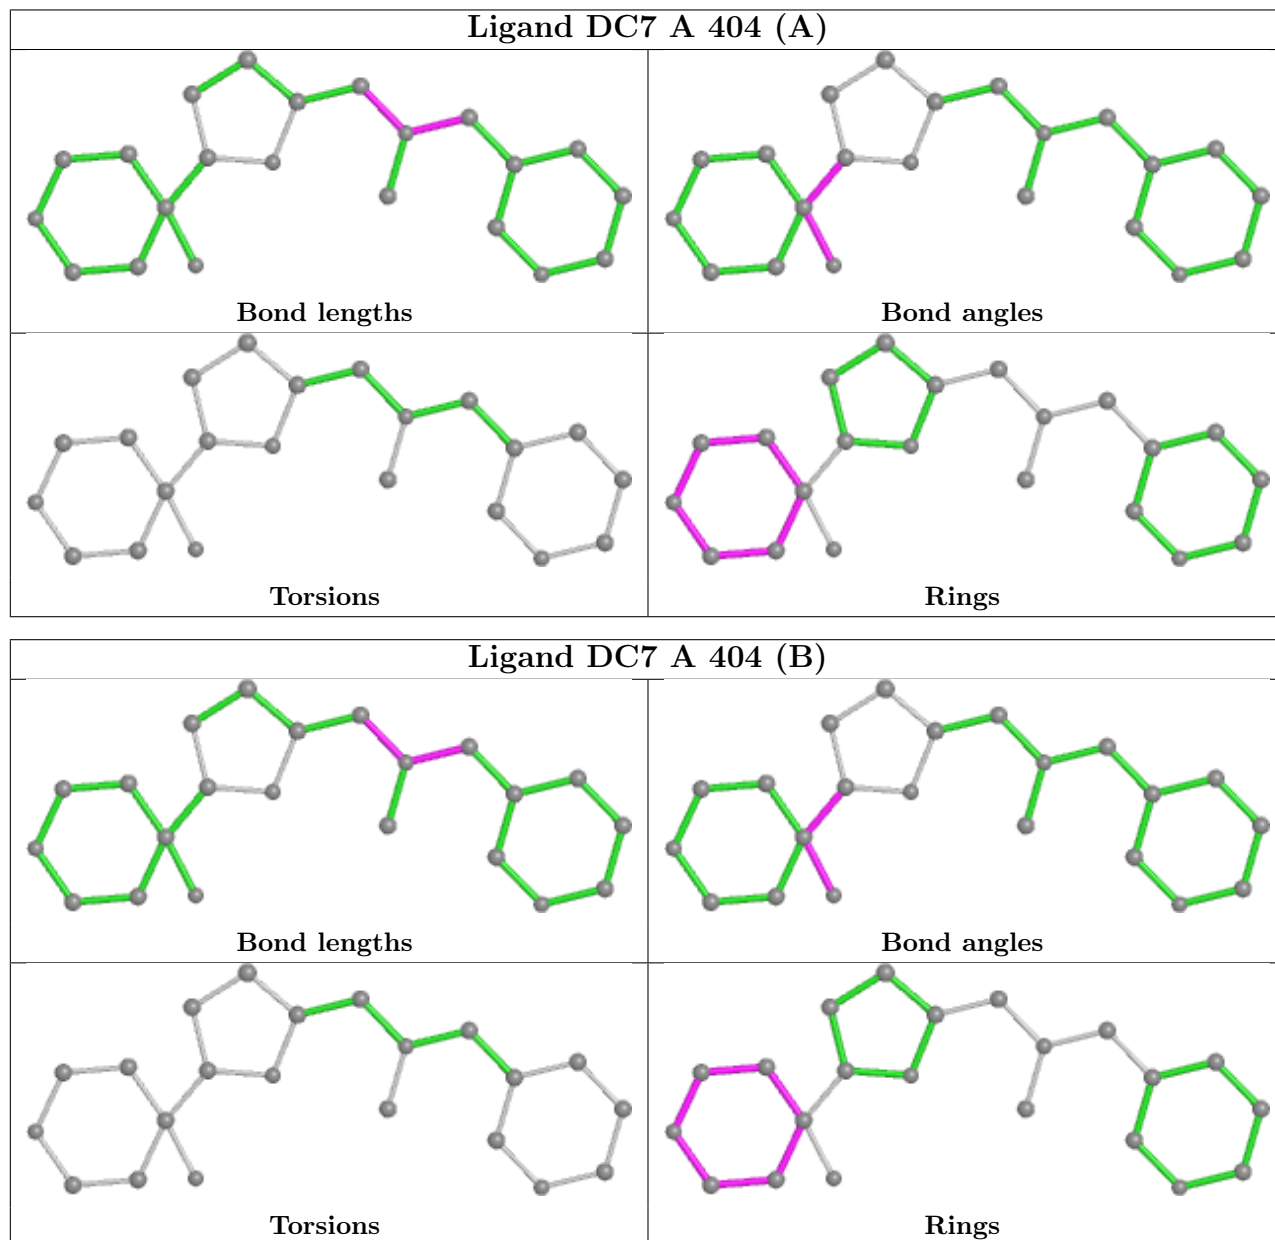 Ligand DC7 A 404 (A)
Bond lengths
Bond angles
Torsions
Rings
Ligand DC7 A 404 (B)
Bond lengths
Bond angles
Torsions
Rings